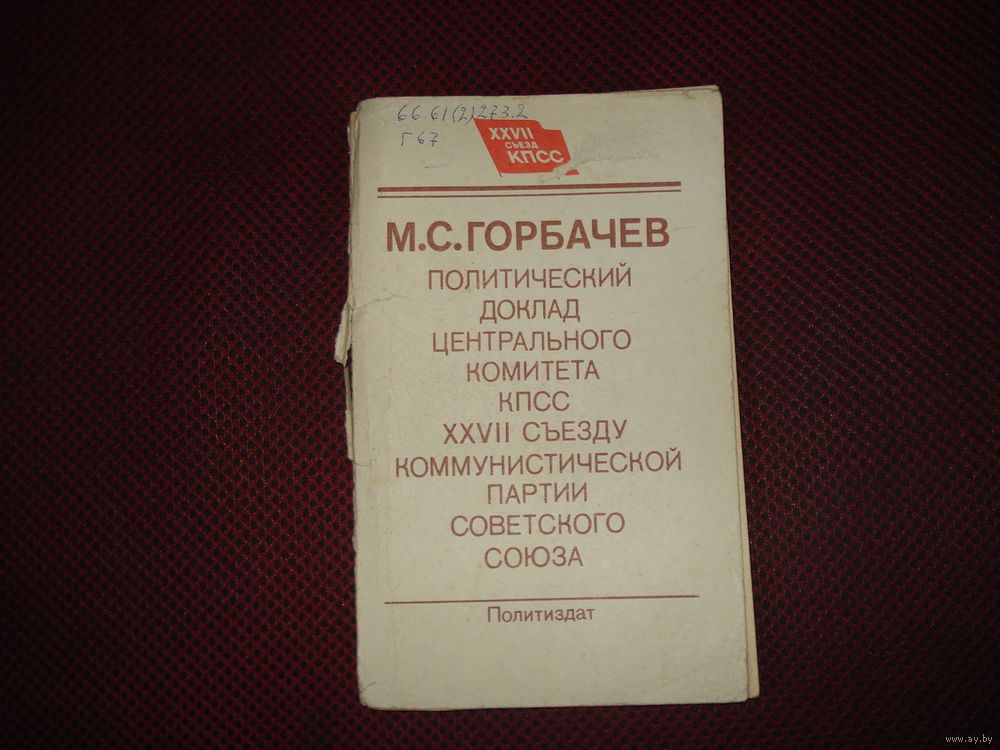 66.61(2)273.2
Г67
XXVII
СЪЕЗД
КПСС
М.С.ГОРБАЧЕВ
ПОЛИТИЧЕСКИЙ
ДОКЛАД
ЦЕНТРАЛЬНОГО
КОМИТЕТА
КПСС
XXVII СЪЕЗДУ
КОММУНИСТИЧЕСКОЙ
ПАРТИИ
СОВЕТСКОГО
СОЮЗА
Политиздат
www.ay.by